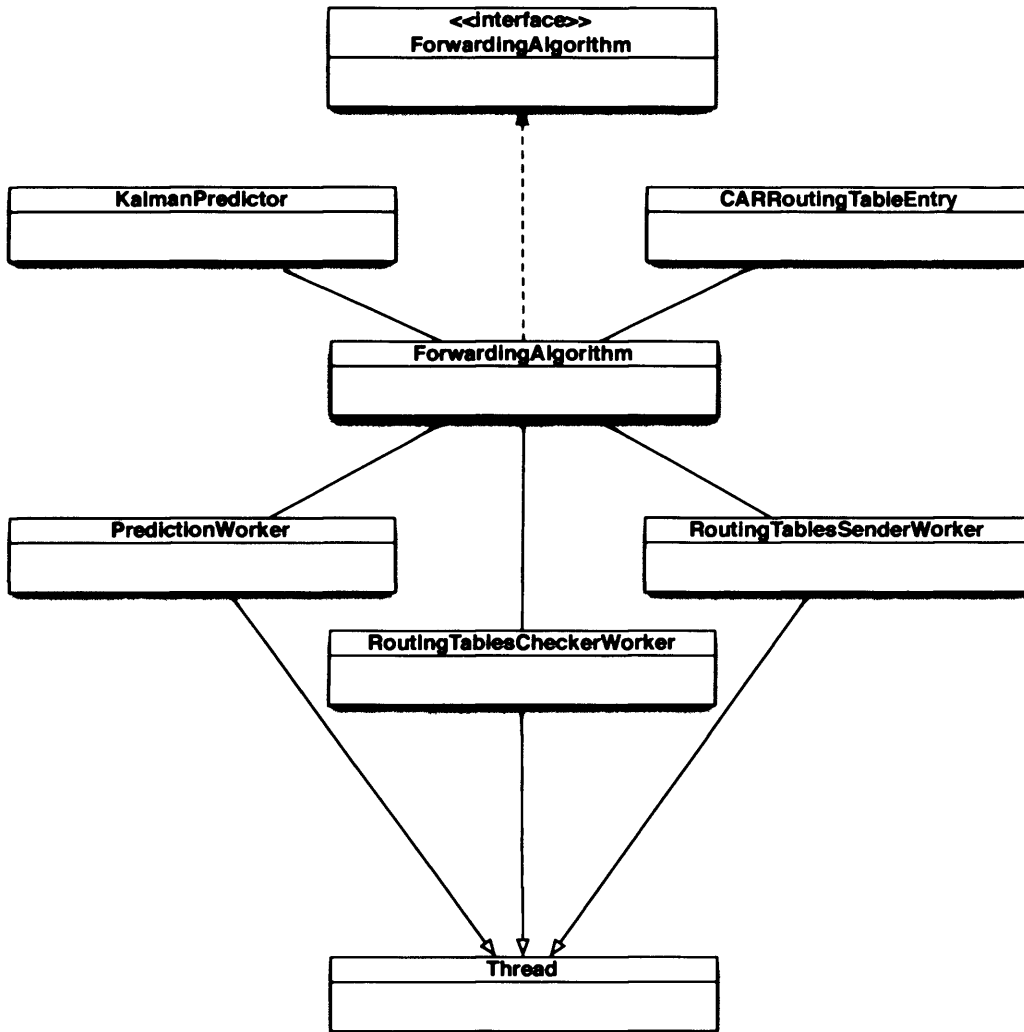 <<interface>>
ForwardingAlgorithm
KalmanPredictor
CARRoutingTableEntry
ForwardingAlgorithm
PredictionWorker
RoutingTablesSenderWorker
RoutingTablesCheckerWorker
Thread